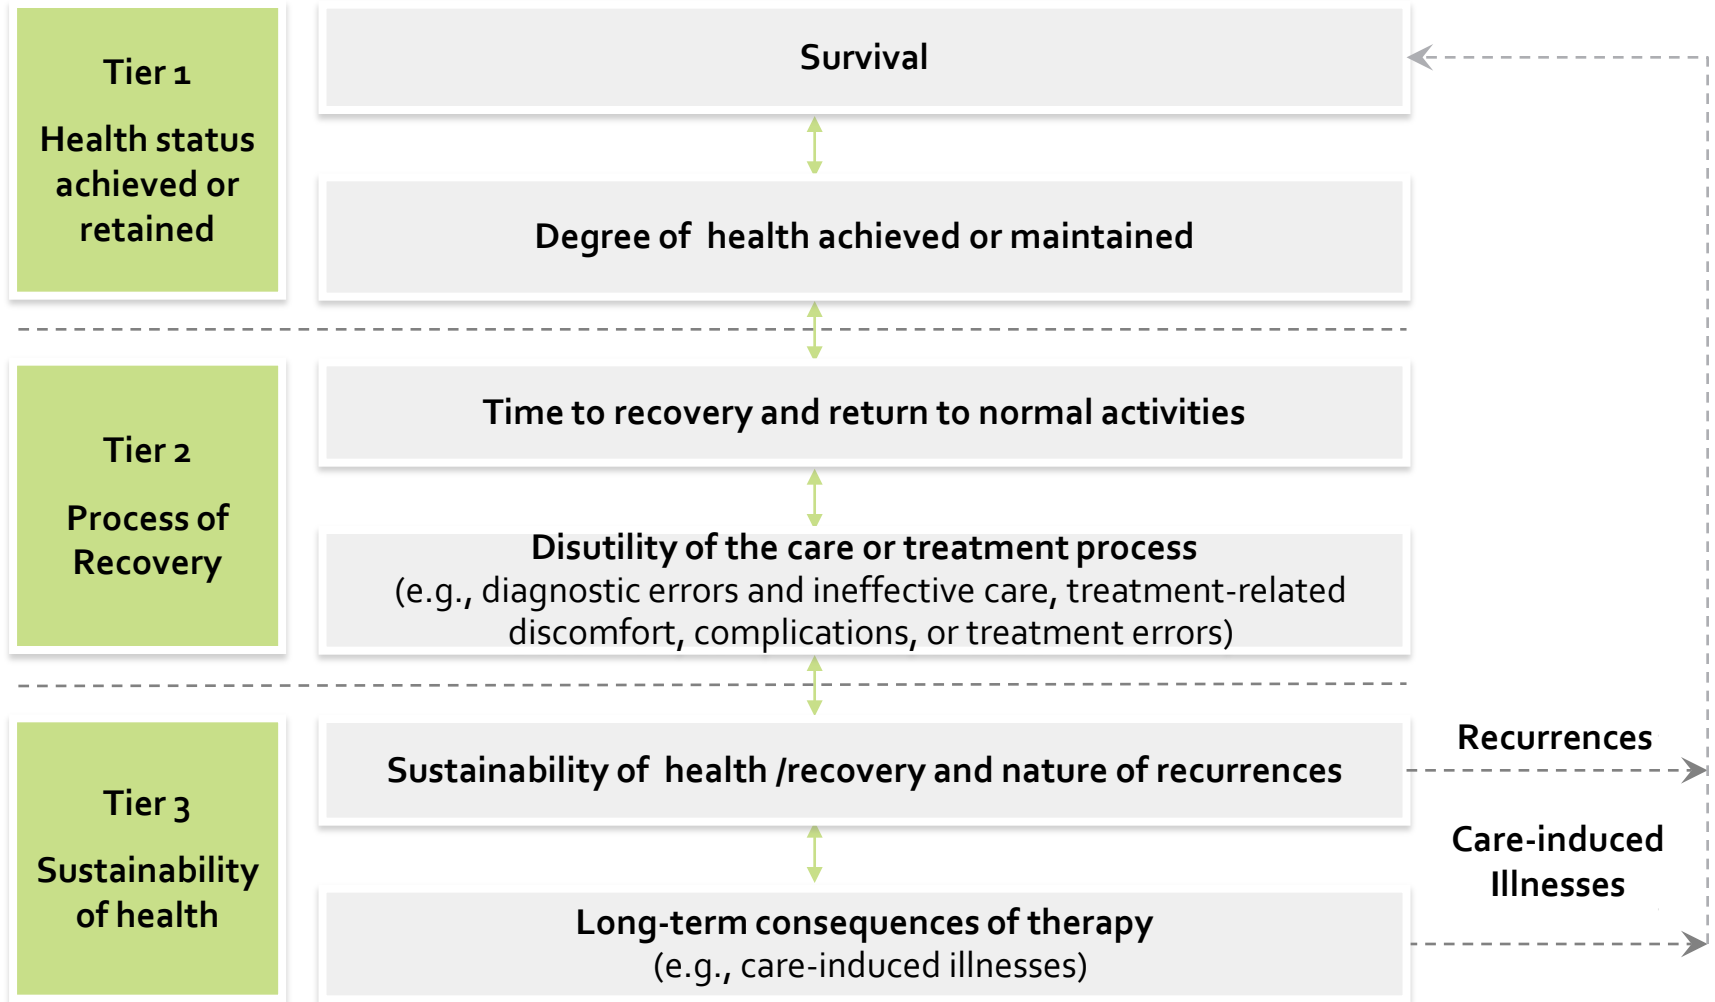 Tier 1
Health status
achieved or
retained
Survival
Degree of health achieved or maintained
Tier 2
Process of
Recovery
Time to recovery and return to normal activities
Disutility of the care or treatment process
(e.g., diagnostic errors and ineffective care, treatment-related
discomfort, complications, or treatment errors)
Tier 3
Sustainability
of health
Sustainability of health /recovery and nature of recurrences
Recurrences
Long-term consequences of therapy
(e.g., care-induced illnesses)
Care-induced
Illnesses